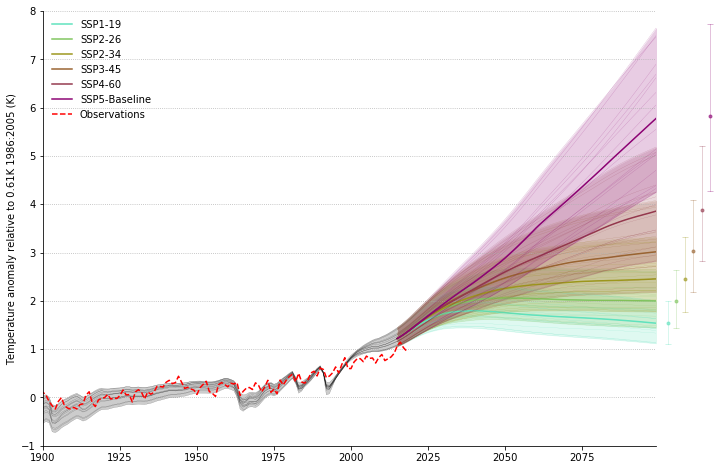 Temperature anomaly relative to 0.61K 1986:2005 (K)
8
7
6
5
4
3
2
1
0
−1
SSP1-19
SSP2-26
SSP2-34
SSP3-45
SSP4-60
SSP5-Baseline
Observations
1900 1925 1950 1975 2000 2025 2050 2075